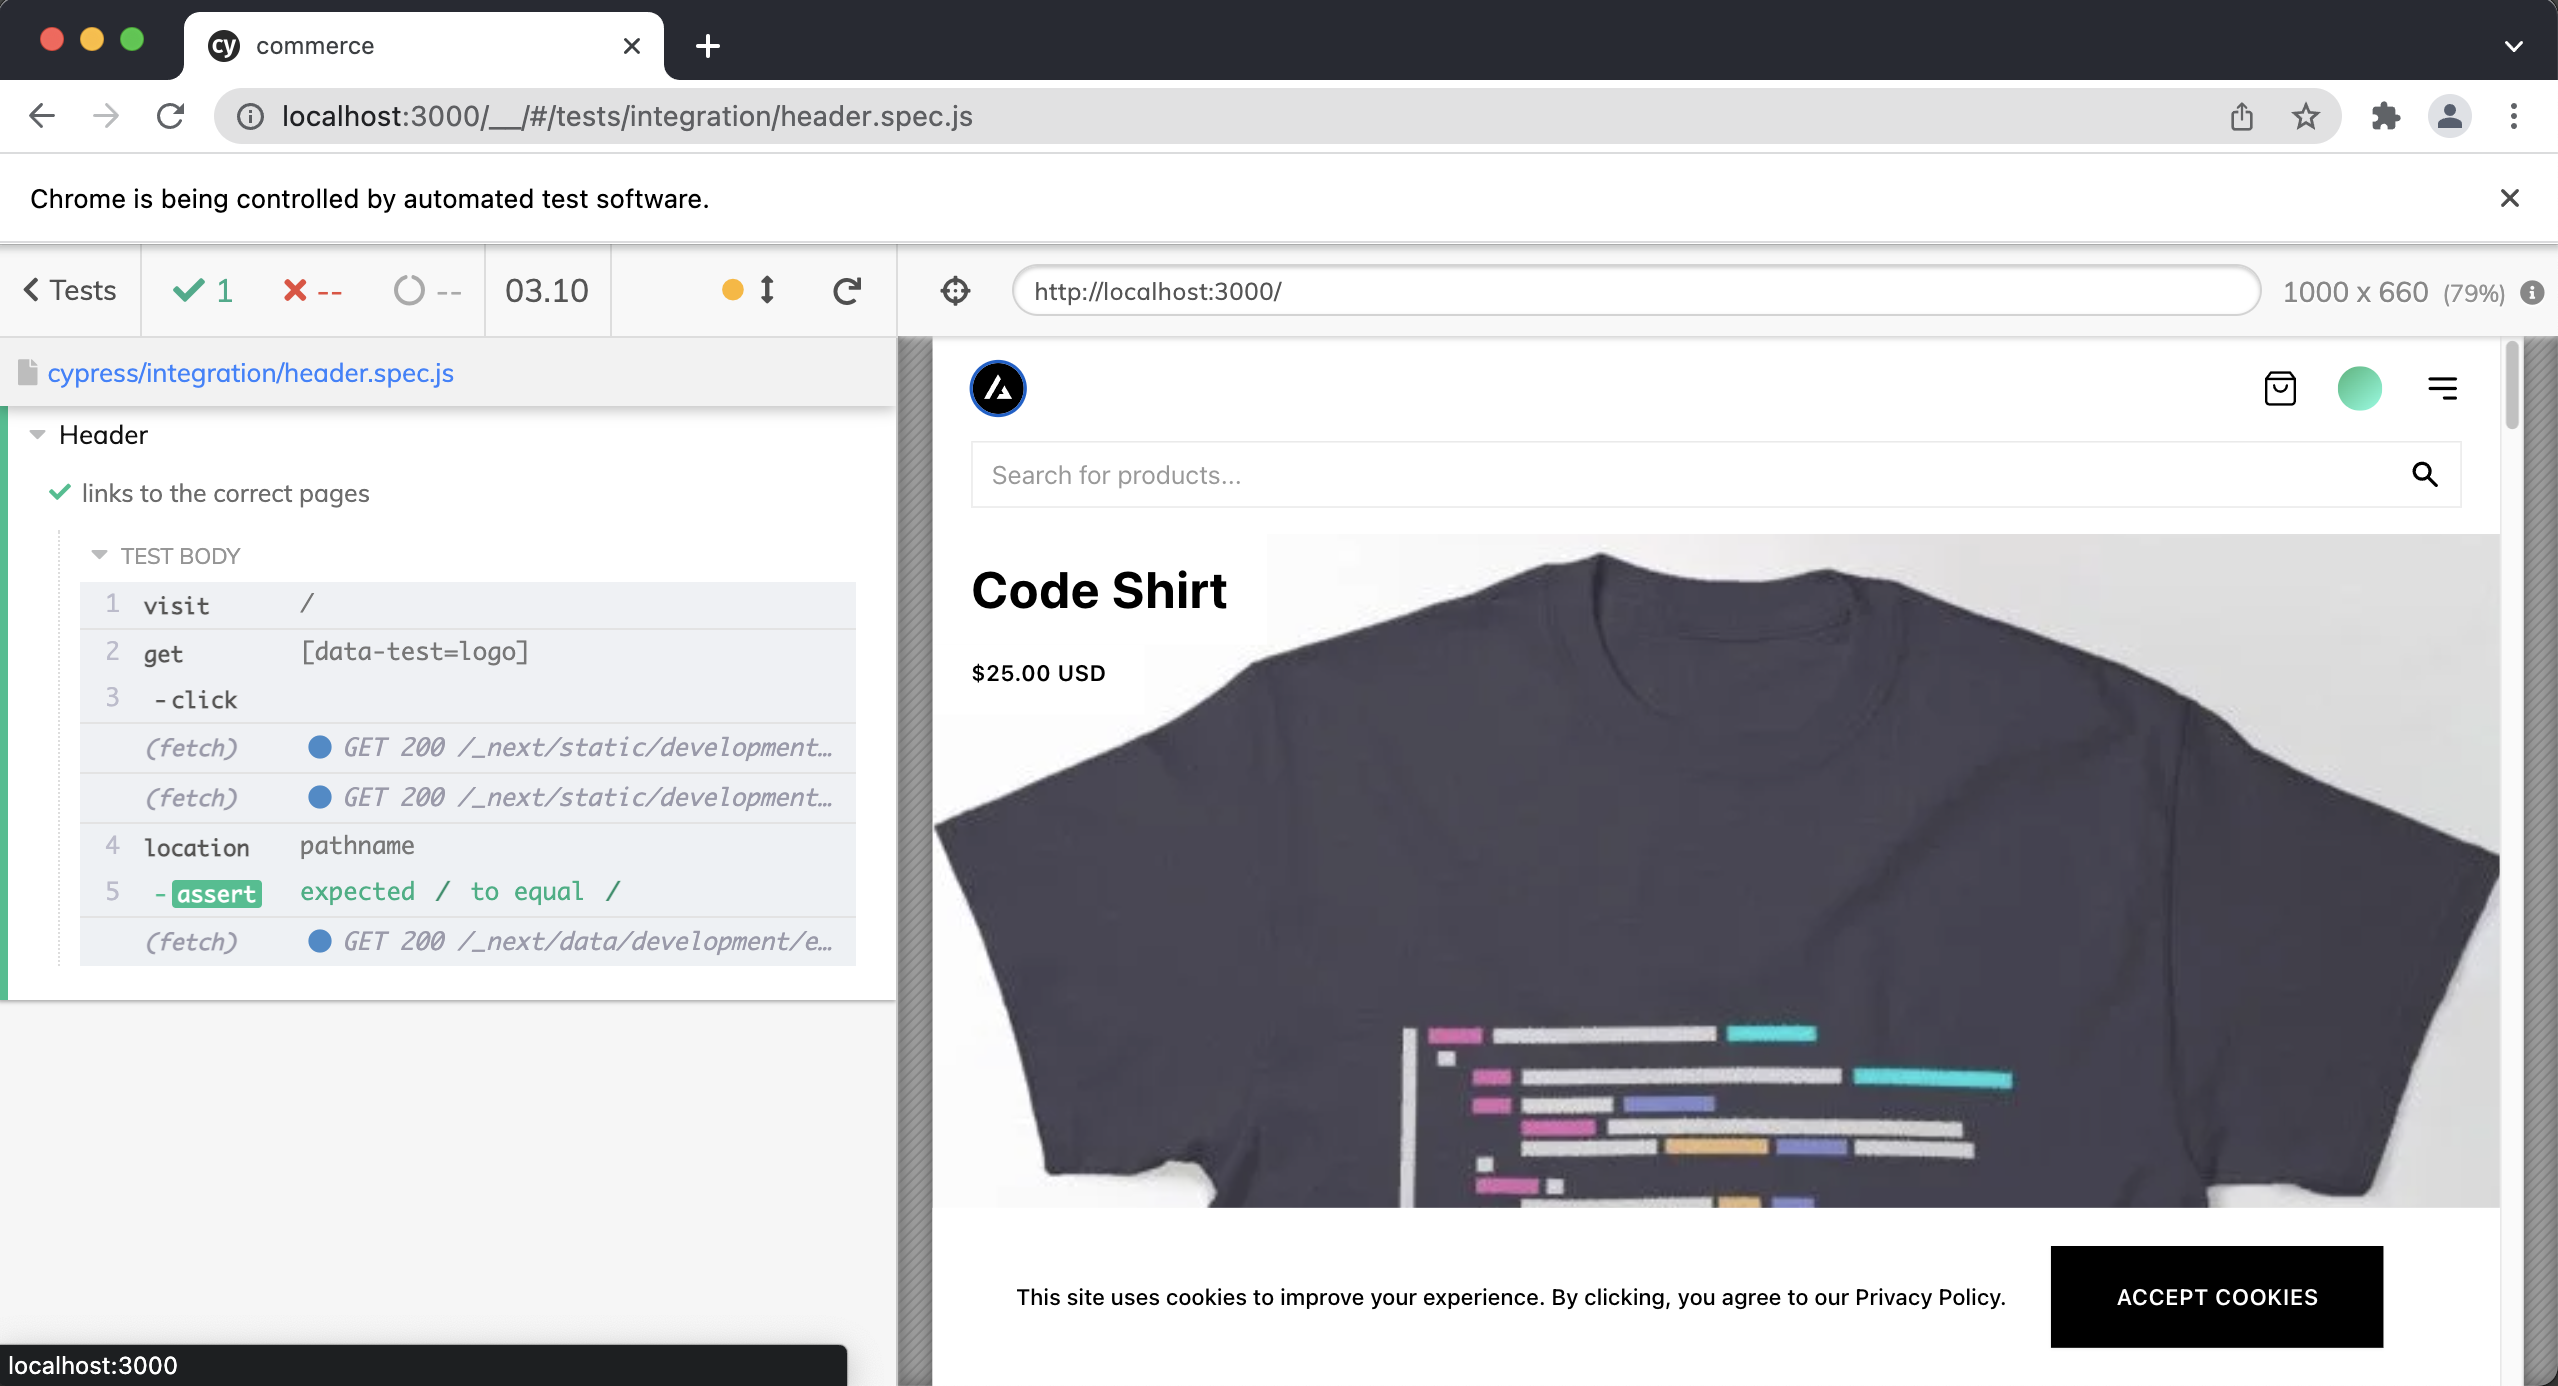 cy commerce
localhost:3000/__/#/tests/integration/header.spec.js
Chrome is being controlled by automated test software.
Tests 1 -- -- 03.10
http://localhost:3000/ 1000 x 660 (79%)
cypress/integration/header.spec.js
Header
links to the correct pages
TEST BODY
1 visit /
2 get [data-test=logo]
3 -click
(fetch) GET 200 /_next/static/development…
(fetch) GET 200 /_next/static/development…
4 location pathname
5 -assert expected / to equal /
(fetch) GET 200 /_next/data/development/e…
localhost:3000
Search for products...
Code Shirt
$25.00 USD
This site uses cookies to improve your experience. By clicking, you agree to our Privacy Policy.
ACCEPT COOKIES